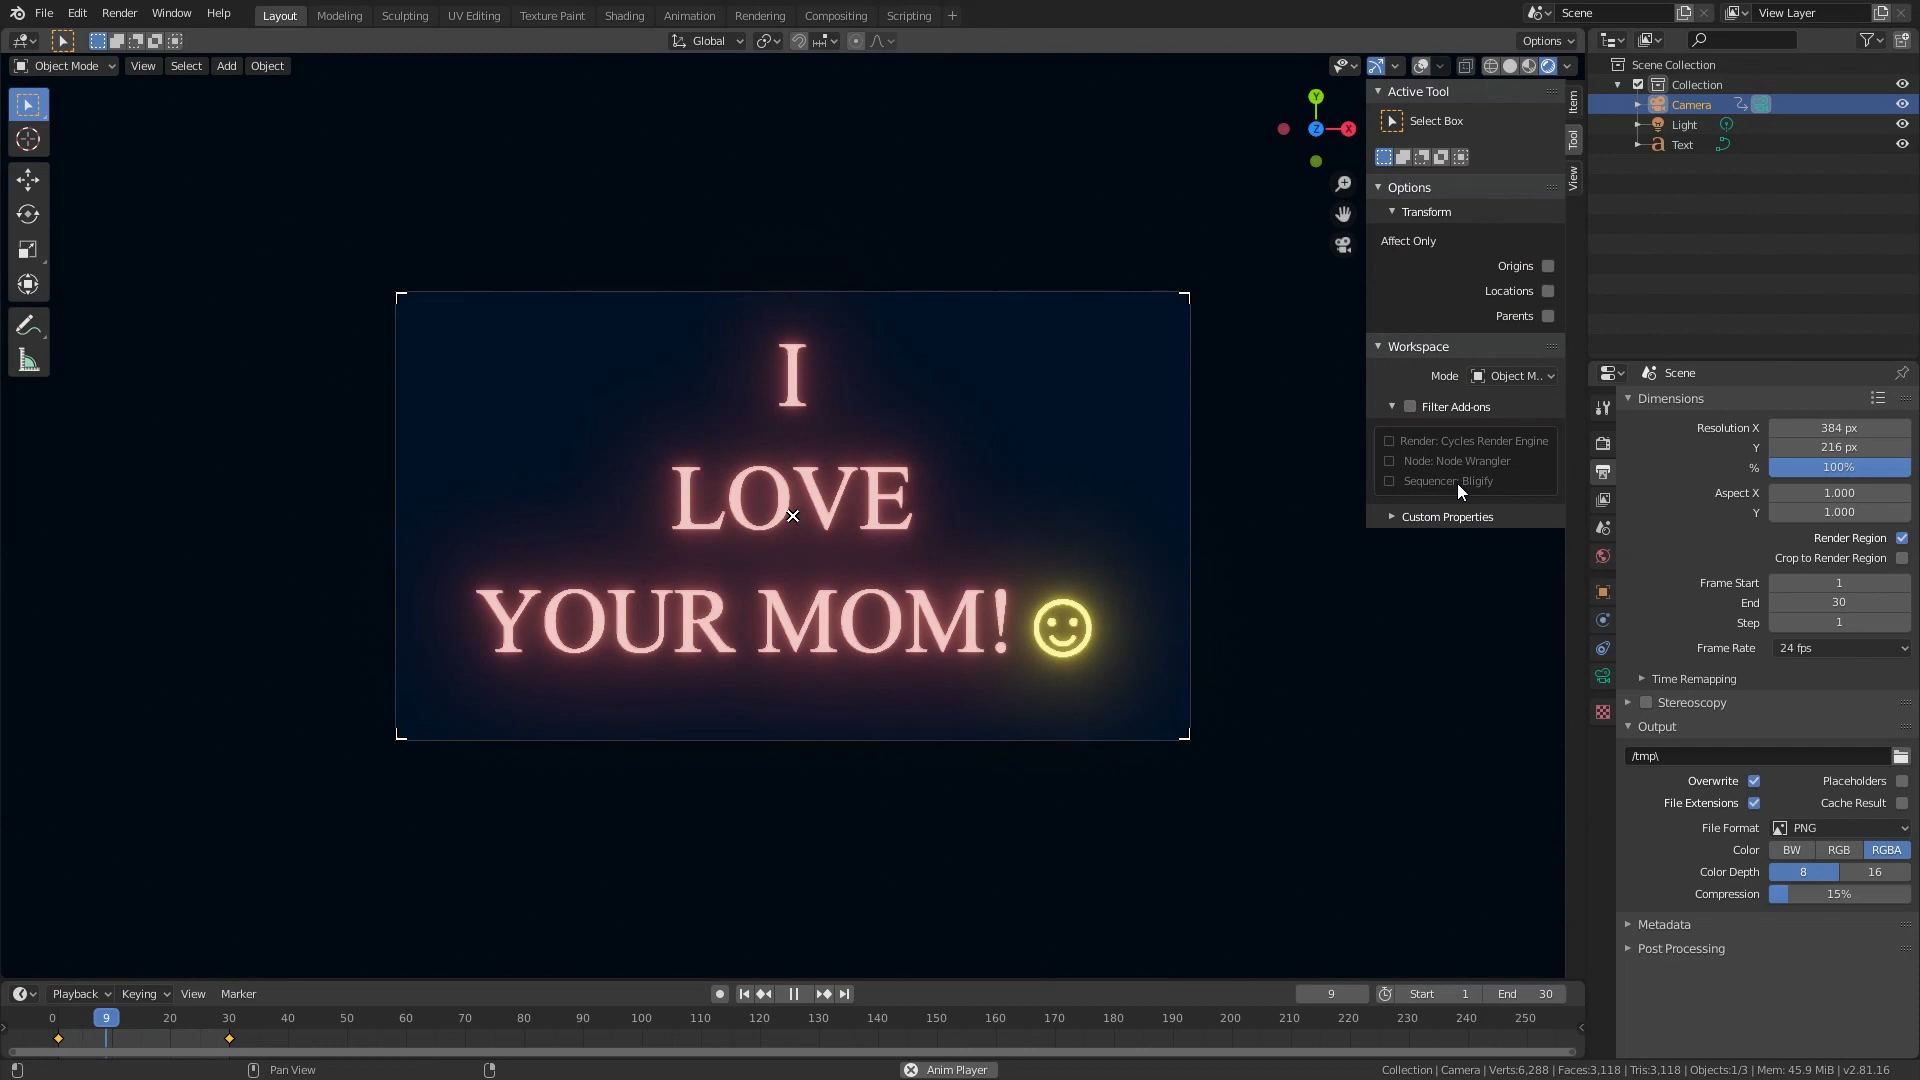 File Edit Render Window Help
Layout Modeling Sculpting UV Editing Texture Paint Shading Animation Rendering Compositing Scripting +
Scene
View Layer
Global
Options
Object Mode View Select Add Object
Active Tool
Select Box
Options
Transform
Affect Only
Origins
Locations
Parents
Workspace
Mode Object M..
Filter Add-ons
Render: Cycles Render Engine
Node: Node Wrangler
Sequencer: Bligify
Custom Properties
Item
Tool
View
Y
Z
X
I
LOVE
YOUR MOM!
Scene Collection
Collection
Camera
Light
Text
Scene
Dimensions
Resolution X 384 px
Y 216 px
% 100%
Aspect X 1.000
Y 1.000
Render Region
Crop to Render Region
Frame Start 1
End 30
Step 1
Frame Rate 24 fps
Time Remapping
Stereoscopy
Output
/tmp\
Overwrite Placeholders
File Extensions Cache Result
File Format PNG
Color BW RGB RGBA
Color Depth 8 16
Compression 15%
Metadata
Post Processing
Playback Keying View Marker
9
Start 1 End 30
0 9 20 30 40 50 60 70 80 90 100 110 120 130 140 150 160 170 180 190 200 210 220 230 240 250
Pan View
Anim Player
Collection | Camera | Verts:6,288 | Faces:3,118 | Tris:3,118 | Objects:1/3 | Mem: 45.9 MiB | v2.81.16